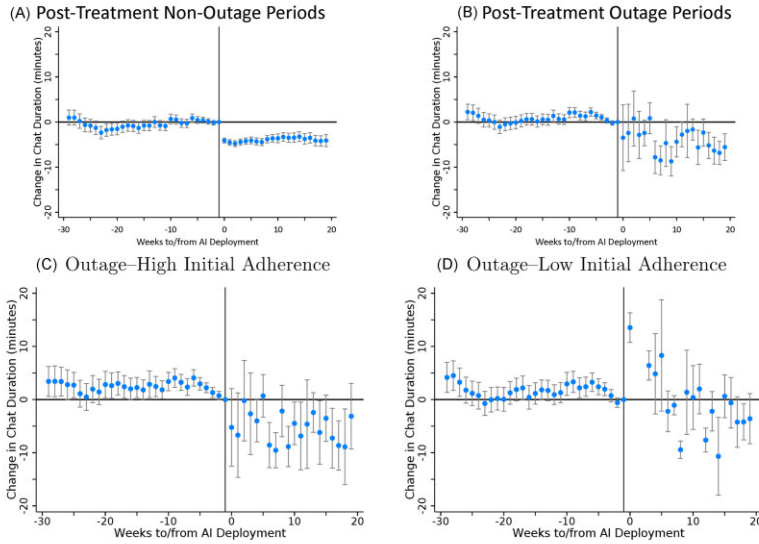 (A) Post-Treatment Non-Outage Periods
Change in Chat Duration (minutes)
20
10
0
-10
-20
-30 -20 -10 0 10 20
Weeks to/from AI Deployment
(B) Post-Treatment Outage Periods
Change in Chat Duration (minutes)
20
10
0
-10
-20
-30 -20 -10 0 10 20
Weeks to/from AI Deployment
(C) Outage–High Initial Adherence
Change in Chat Duration (minutes)
20
10
0
-10
-20
-30 -20 -10 0 10 20
Weeks to/from AI Deployment
(D) Outage–Low Initial Adherence
Change in Chat Duration (minutes)
20
10
0
-10
-20
-30 -20 -10 0 10 20
Weeks to/from AI Deployment